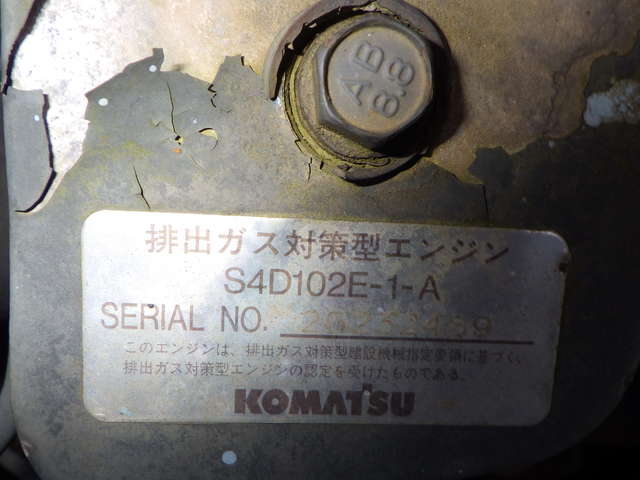 AB
8.8
排出ガス対策型エンジン
S4D102E-1-A
SERIAL NO.
このエンジンは、排出ガス対策型建設機械指定要領に基づく、
排出ガス対策型エンジンの認定を受けたものである。
KOMATSU